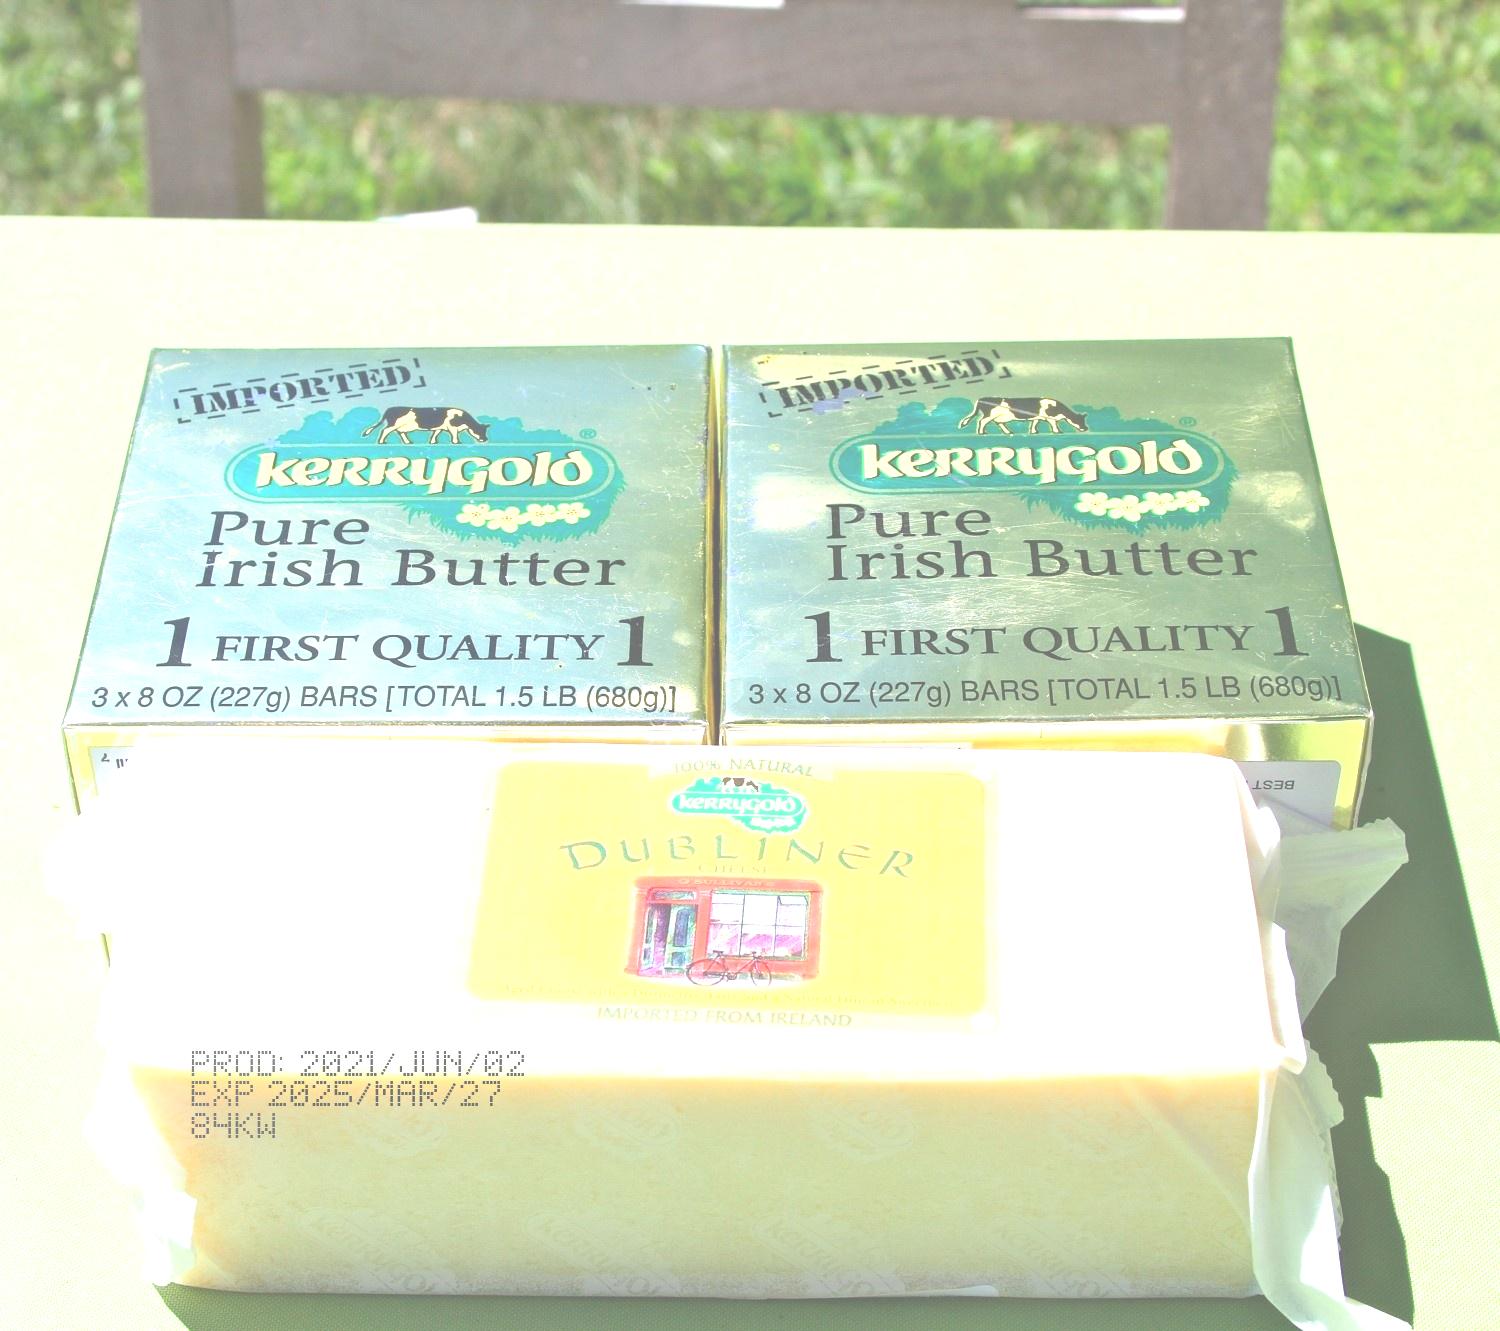 IMPORTED
KERRYGOLD ®
Pure
Irish Butter
1 FIRST QUALITY 1
3 x 8 OZ (227g) BARS [TOTAL 1.5 LB (680g)]
IMPORTED
KERRYGOLD ®
Pure
Irish Butter
1 FIRST QUALITY 1
3 x 8 OZ (227g) BARS [TOTAL 1.5 LB (680g)]
BEST
100% NATURAL
KERRYGOLD
DUBLINER
CHEESE
O'SULLIVAN'S
IMPORTED FROM IRELAND
PROD: 2021/JUN/02
EXP 2025/MAR/27
84KW